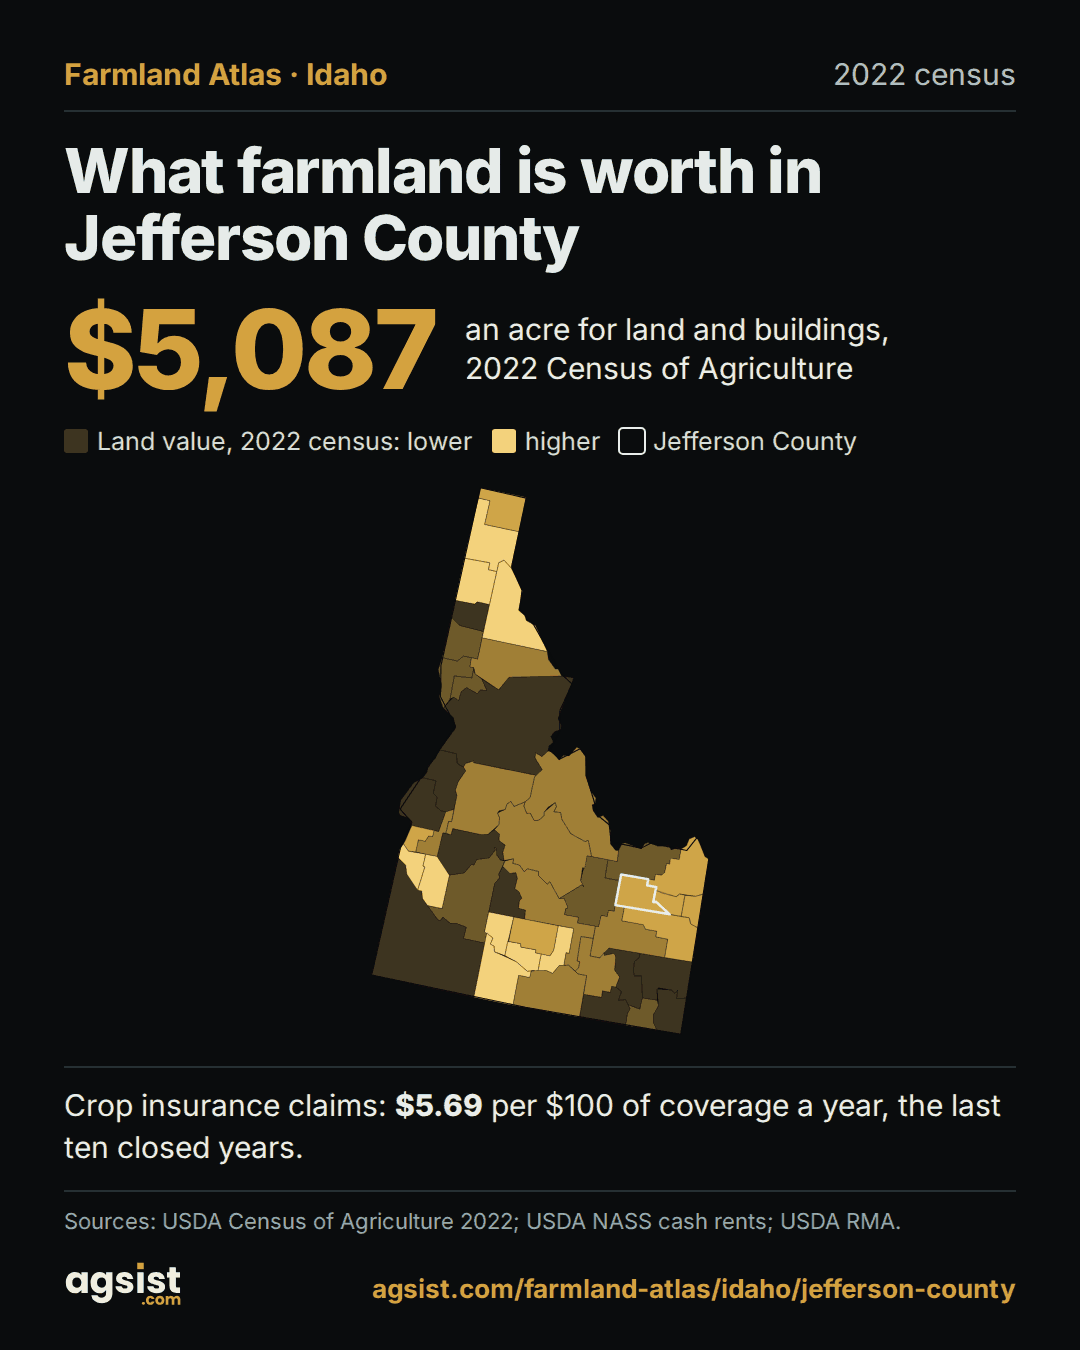 Farmland Atlas · Idaho
2022 census
What farmland is worth in
Jefferson County
$5,087
an acre for land and buildings,
2022 Census of Agriculture
Land value, 2022 census: lower
higher
Jefferson County
Crop insurance claims: $5.69 per $100 of coverage a year, the last
ten closed years.
Sources: USDA Census of Agriculture 2022; USDA NASS cash rents; USDA RMA.
agsist
.com
agsist.com/farmland-atlas/idaho/jefferson-county